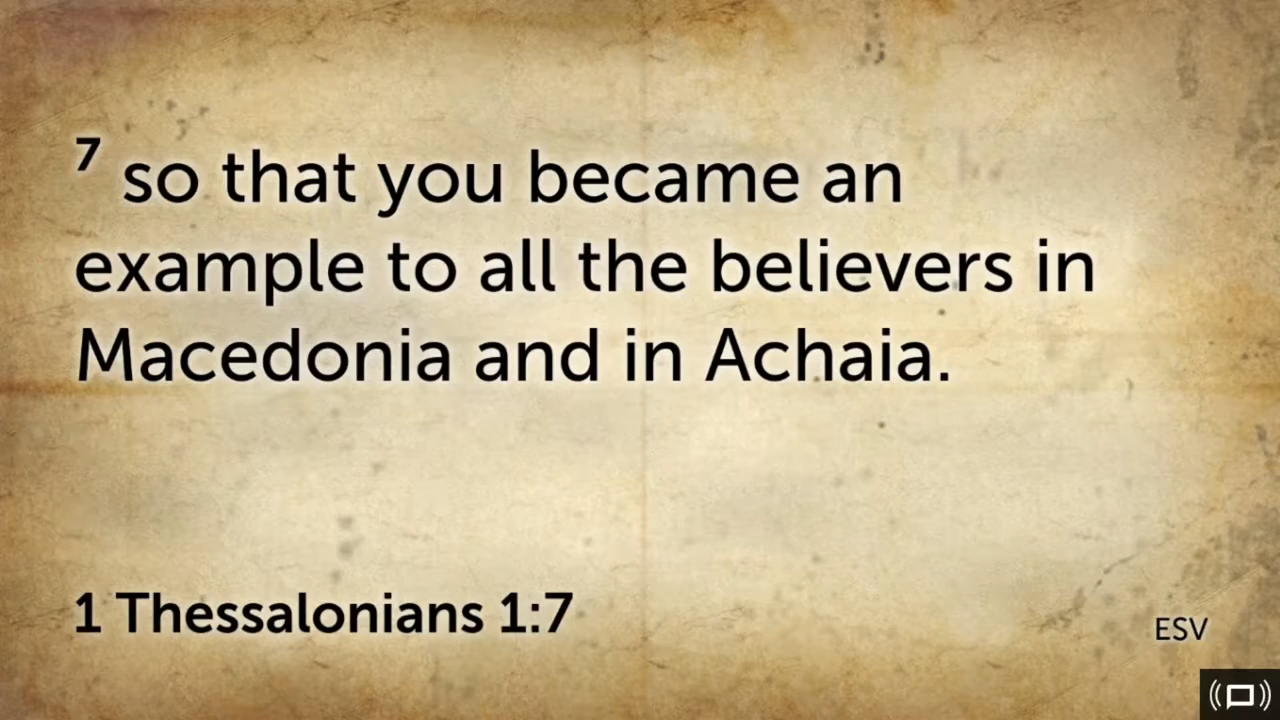 7 so that you became an
example to all the believers in
Macedonia and in Achaia.
1 Thessalonians 1:7
ESV